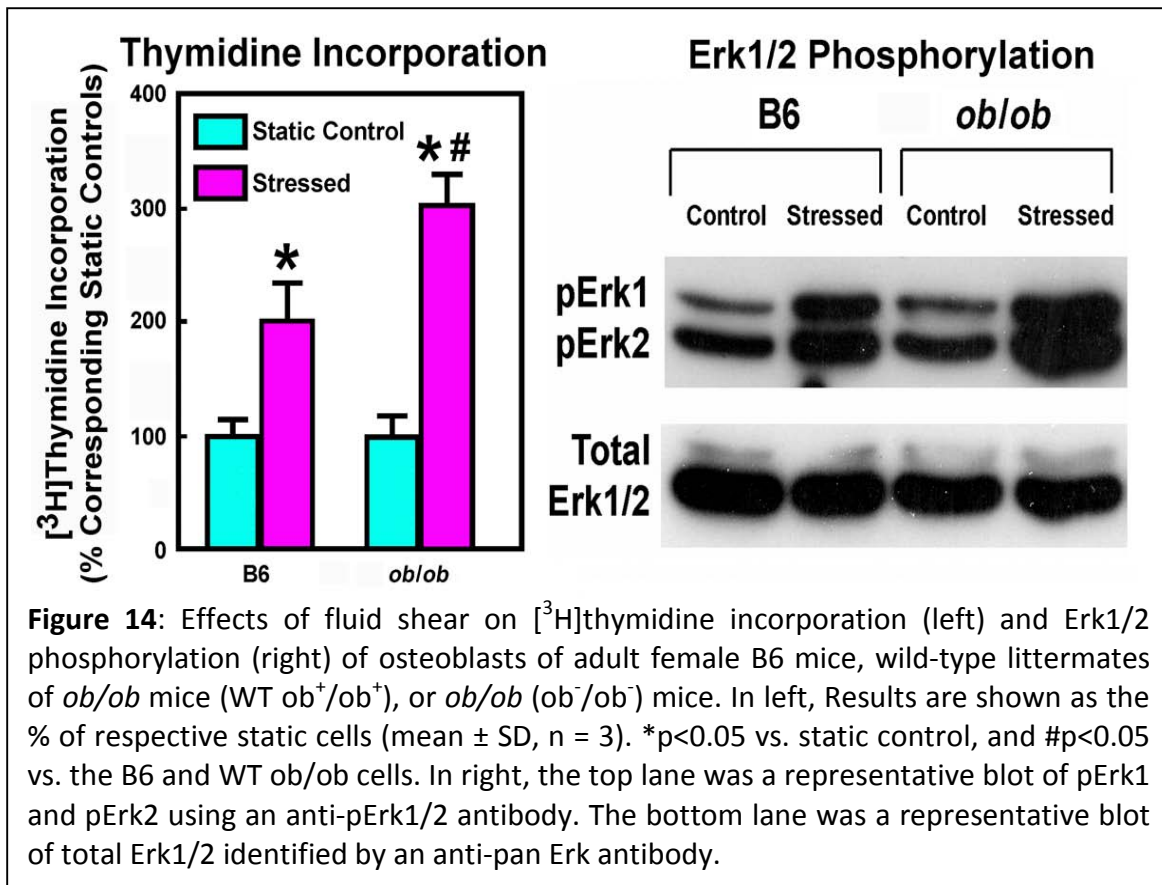 Thymidine Incorporation
[³H]Thymidine Incorporation
(% Corresponding Static Controls)
400
300
200
100
0
Static Control
Stressed
*
* #
B6
ob/ob
Erk1/2 Phosphorylation
B6 ob/ob
Control Stressed Control Stressed
pErk1
pErk2
Total
Erk1/2
Figure 14: Effects of fluid shear on [³H]thymidine incorporation (left) and Erk1/2
phosphorylation (right) of osteoblasts of adult female B6 mice, wild-type littermates
of ob/ob mice (WT ob⁺/ob⁺), or ob/ob (ob⁻/ob⁻) mice. In left, Results are shown as the
% of respective static cells (mean ± SD, n = 3). *p<0.05 vs. static control, and #p<0.05
vs. the B6 and WT ob/ob cells. In right, the top lane was a representative blot of pErk1
and pErk2 using an anti-pErk1/2 antibody. The bottom lane was a representative blot
of total Erk1/2 identified by an anti-pan Erk antibody.